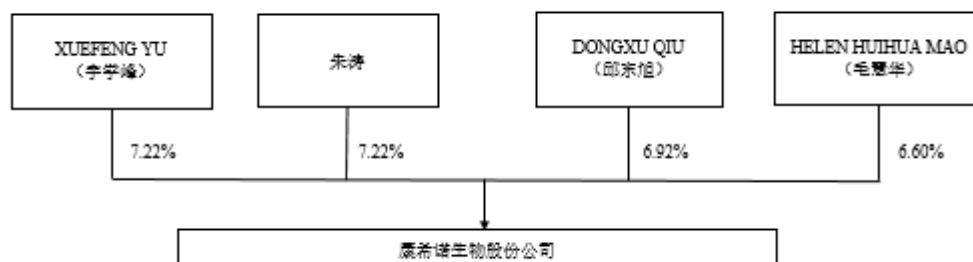 XUEFENG YU
（宇学峰）
朱涛
DONGXU QIU
（邱东旭）
HELEN HUIHUA MAO
（毛慧华）
7.22%
7.22%
6.92%
6.60%
康希诺生物股份公司